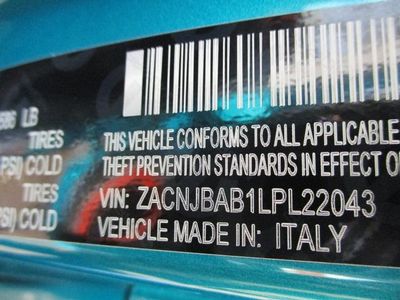 LB
TIRES
THIS VEHICLE CONFORMS TO ALL APPLICABLE
PSI) COLD
THEFT PREVENTION STANDARDS IN EFFECT O
TIRES
VIN: ZACNJBAB1LPL22043
PSI) COLD
VEHICLE MADE IN: ITALY